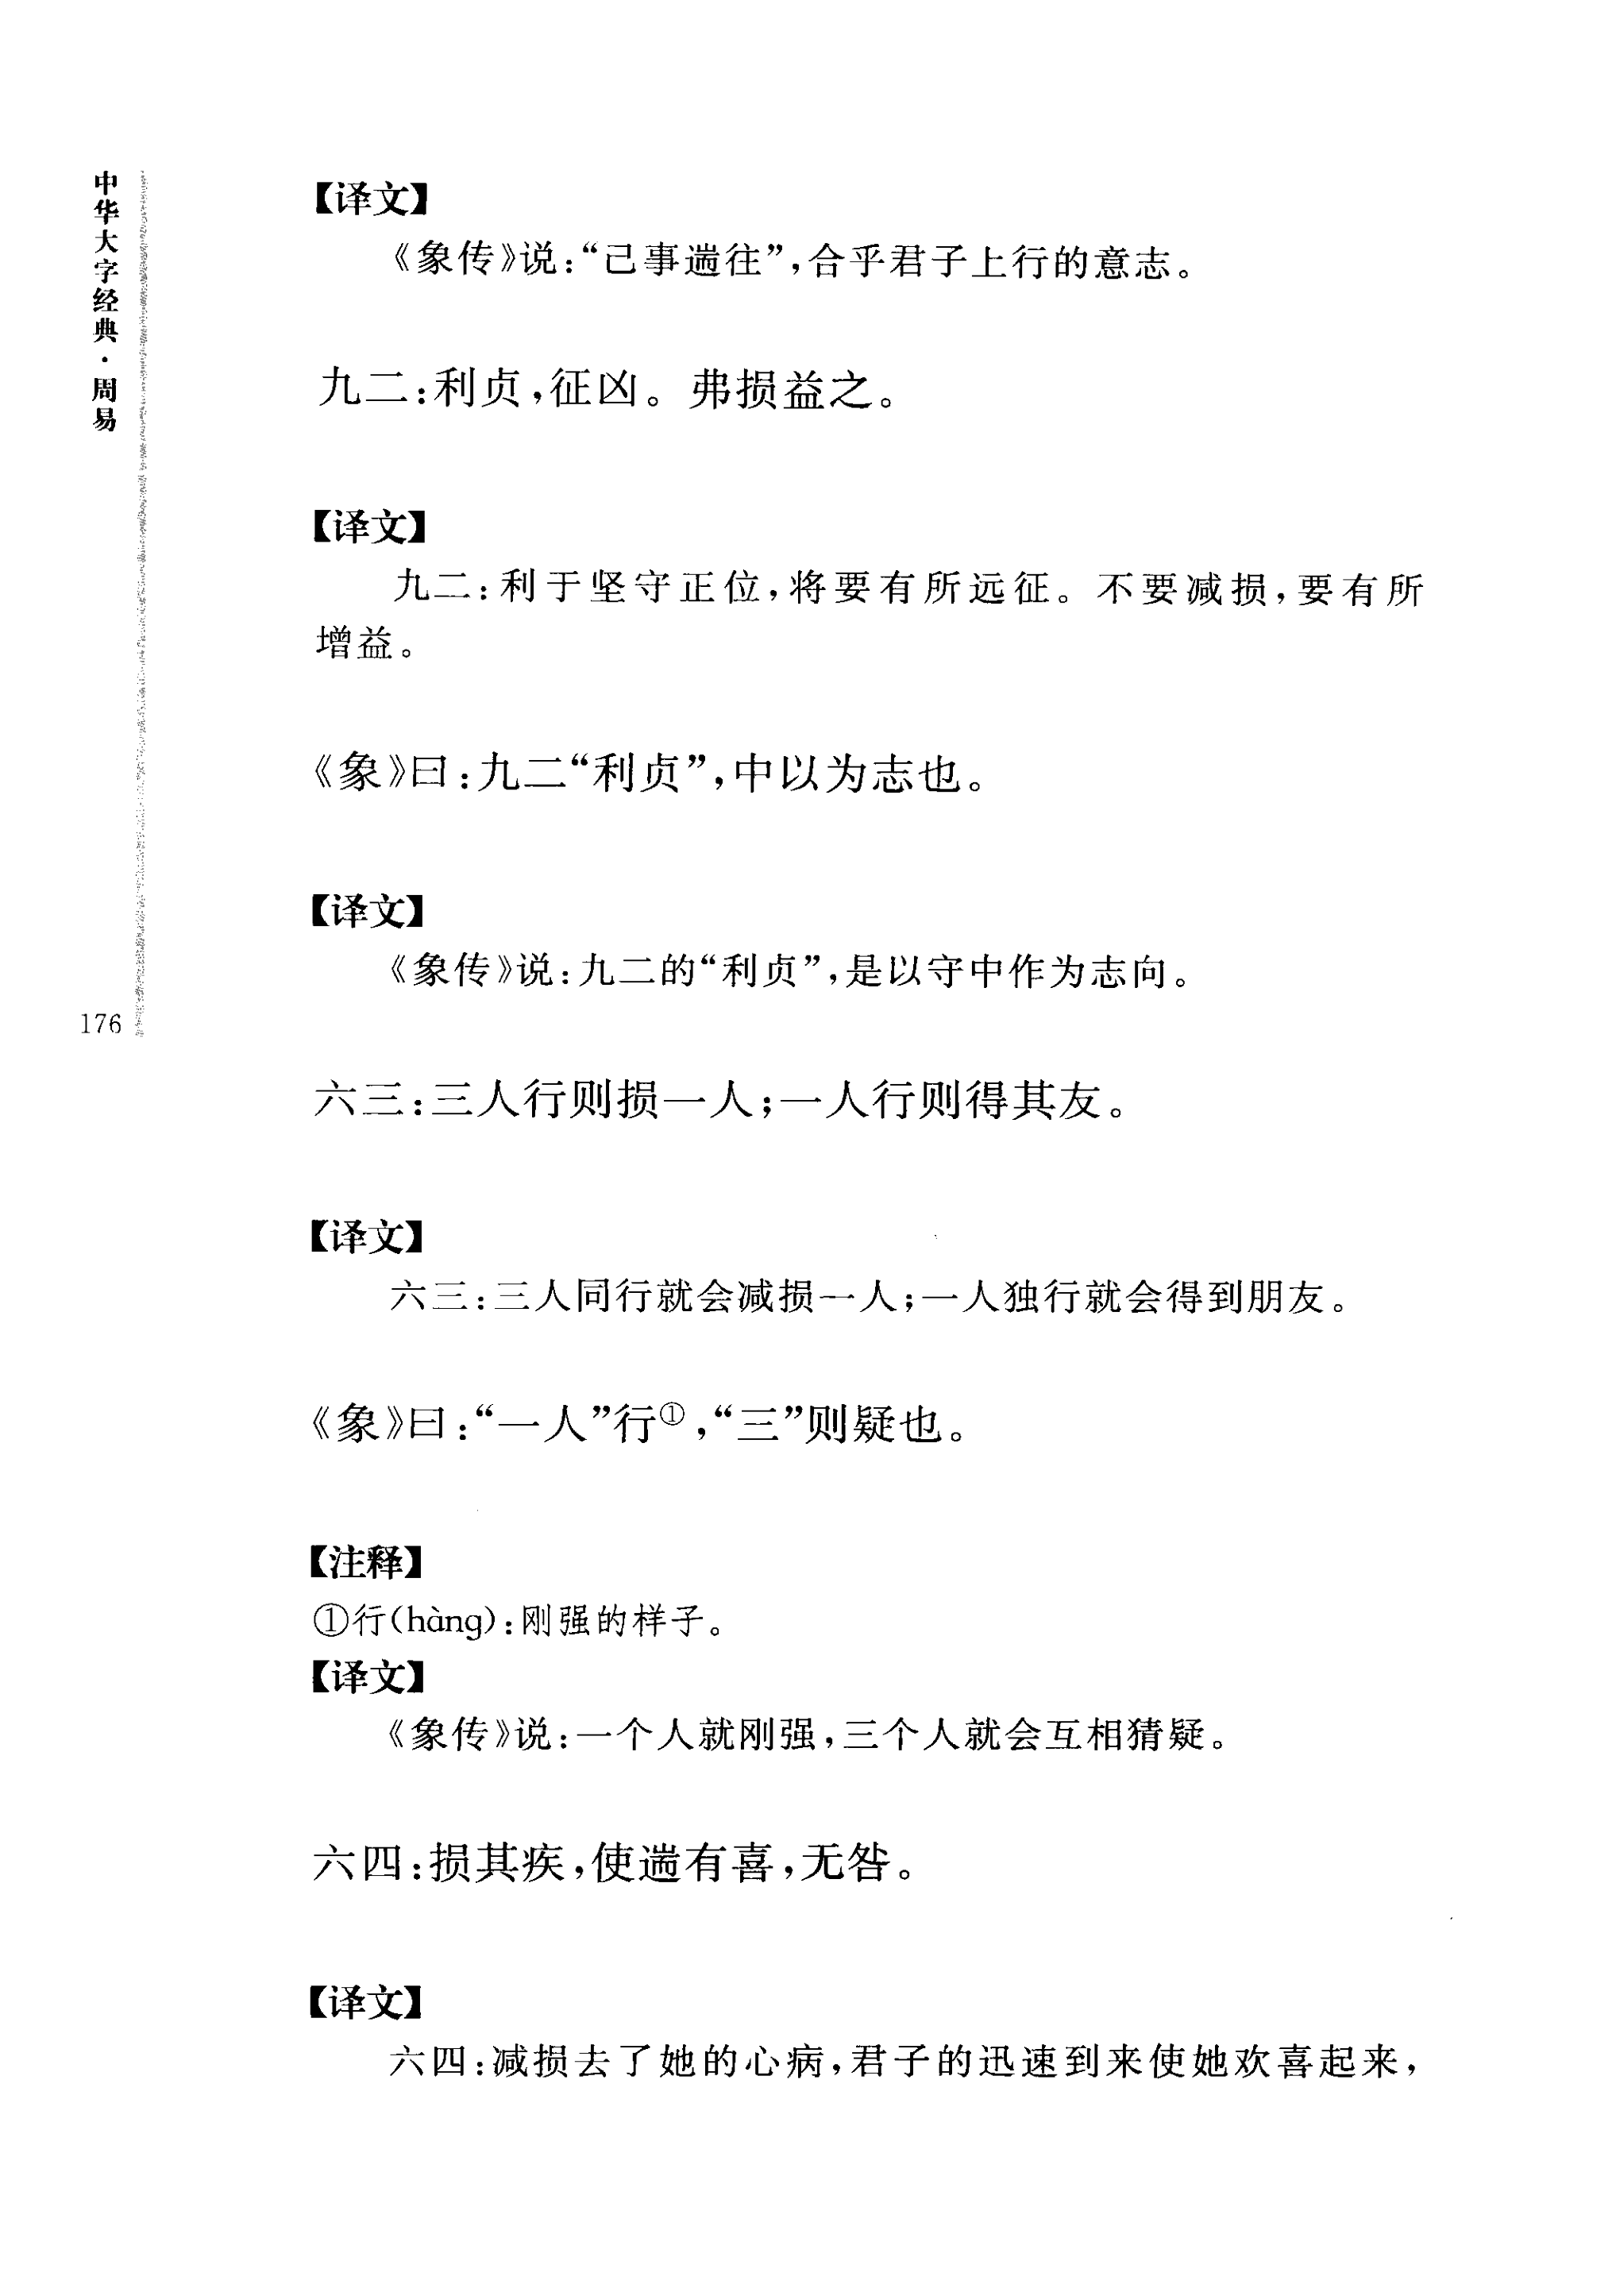 中华大字经典·周易
176
【译文】
《象传》说:“己事遄往”,合乎君子上行的意志。
九二:利贞,征凶。弗损益之。
【译文】
九二:利于坚守正位,将要有所远征。不要减损,要有所
增益。
《象》曰:九二“利贞”,中以为志也。
【译文】
《象传》说:九二的“利贞”,是以守中作为志向。
六三:三人行则损一人;一人行则得其友。
【译文】
六三:三人同行就会减损一人;一人独行就会得到朋友。
《象》曰:“一人”行①,“三”则疑也。
【注释】
①行(hàng):刚强的样子。
【译文】
《象传》说:一个人就刚强,三个人就会互相猜疑。
六四:损其疾,使遄有喜,无咎。
【译文】
六四:减损去了她的心病,君子的迅速到来使她欢喜起来,